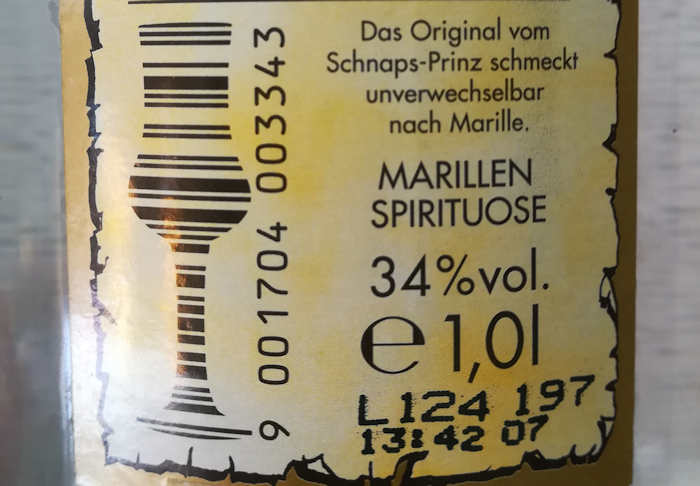 Das Original vom
Schnaps-Prinz schmeckt
unverwechselbar
nach Marille.
MARILLEN
SPIRITUOSE
34%vol.
e 1,0l
L124 197
13:42 07
9 001704 003343